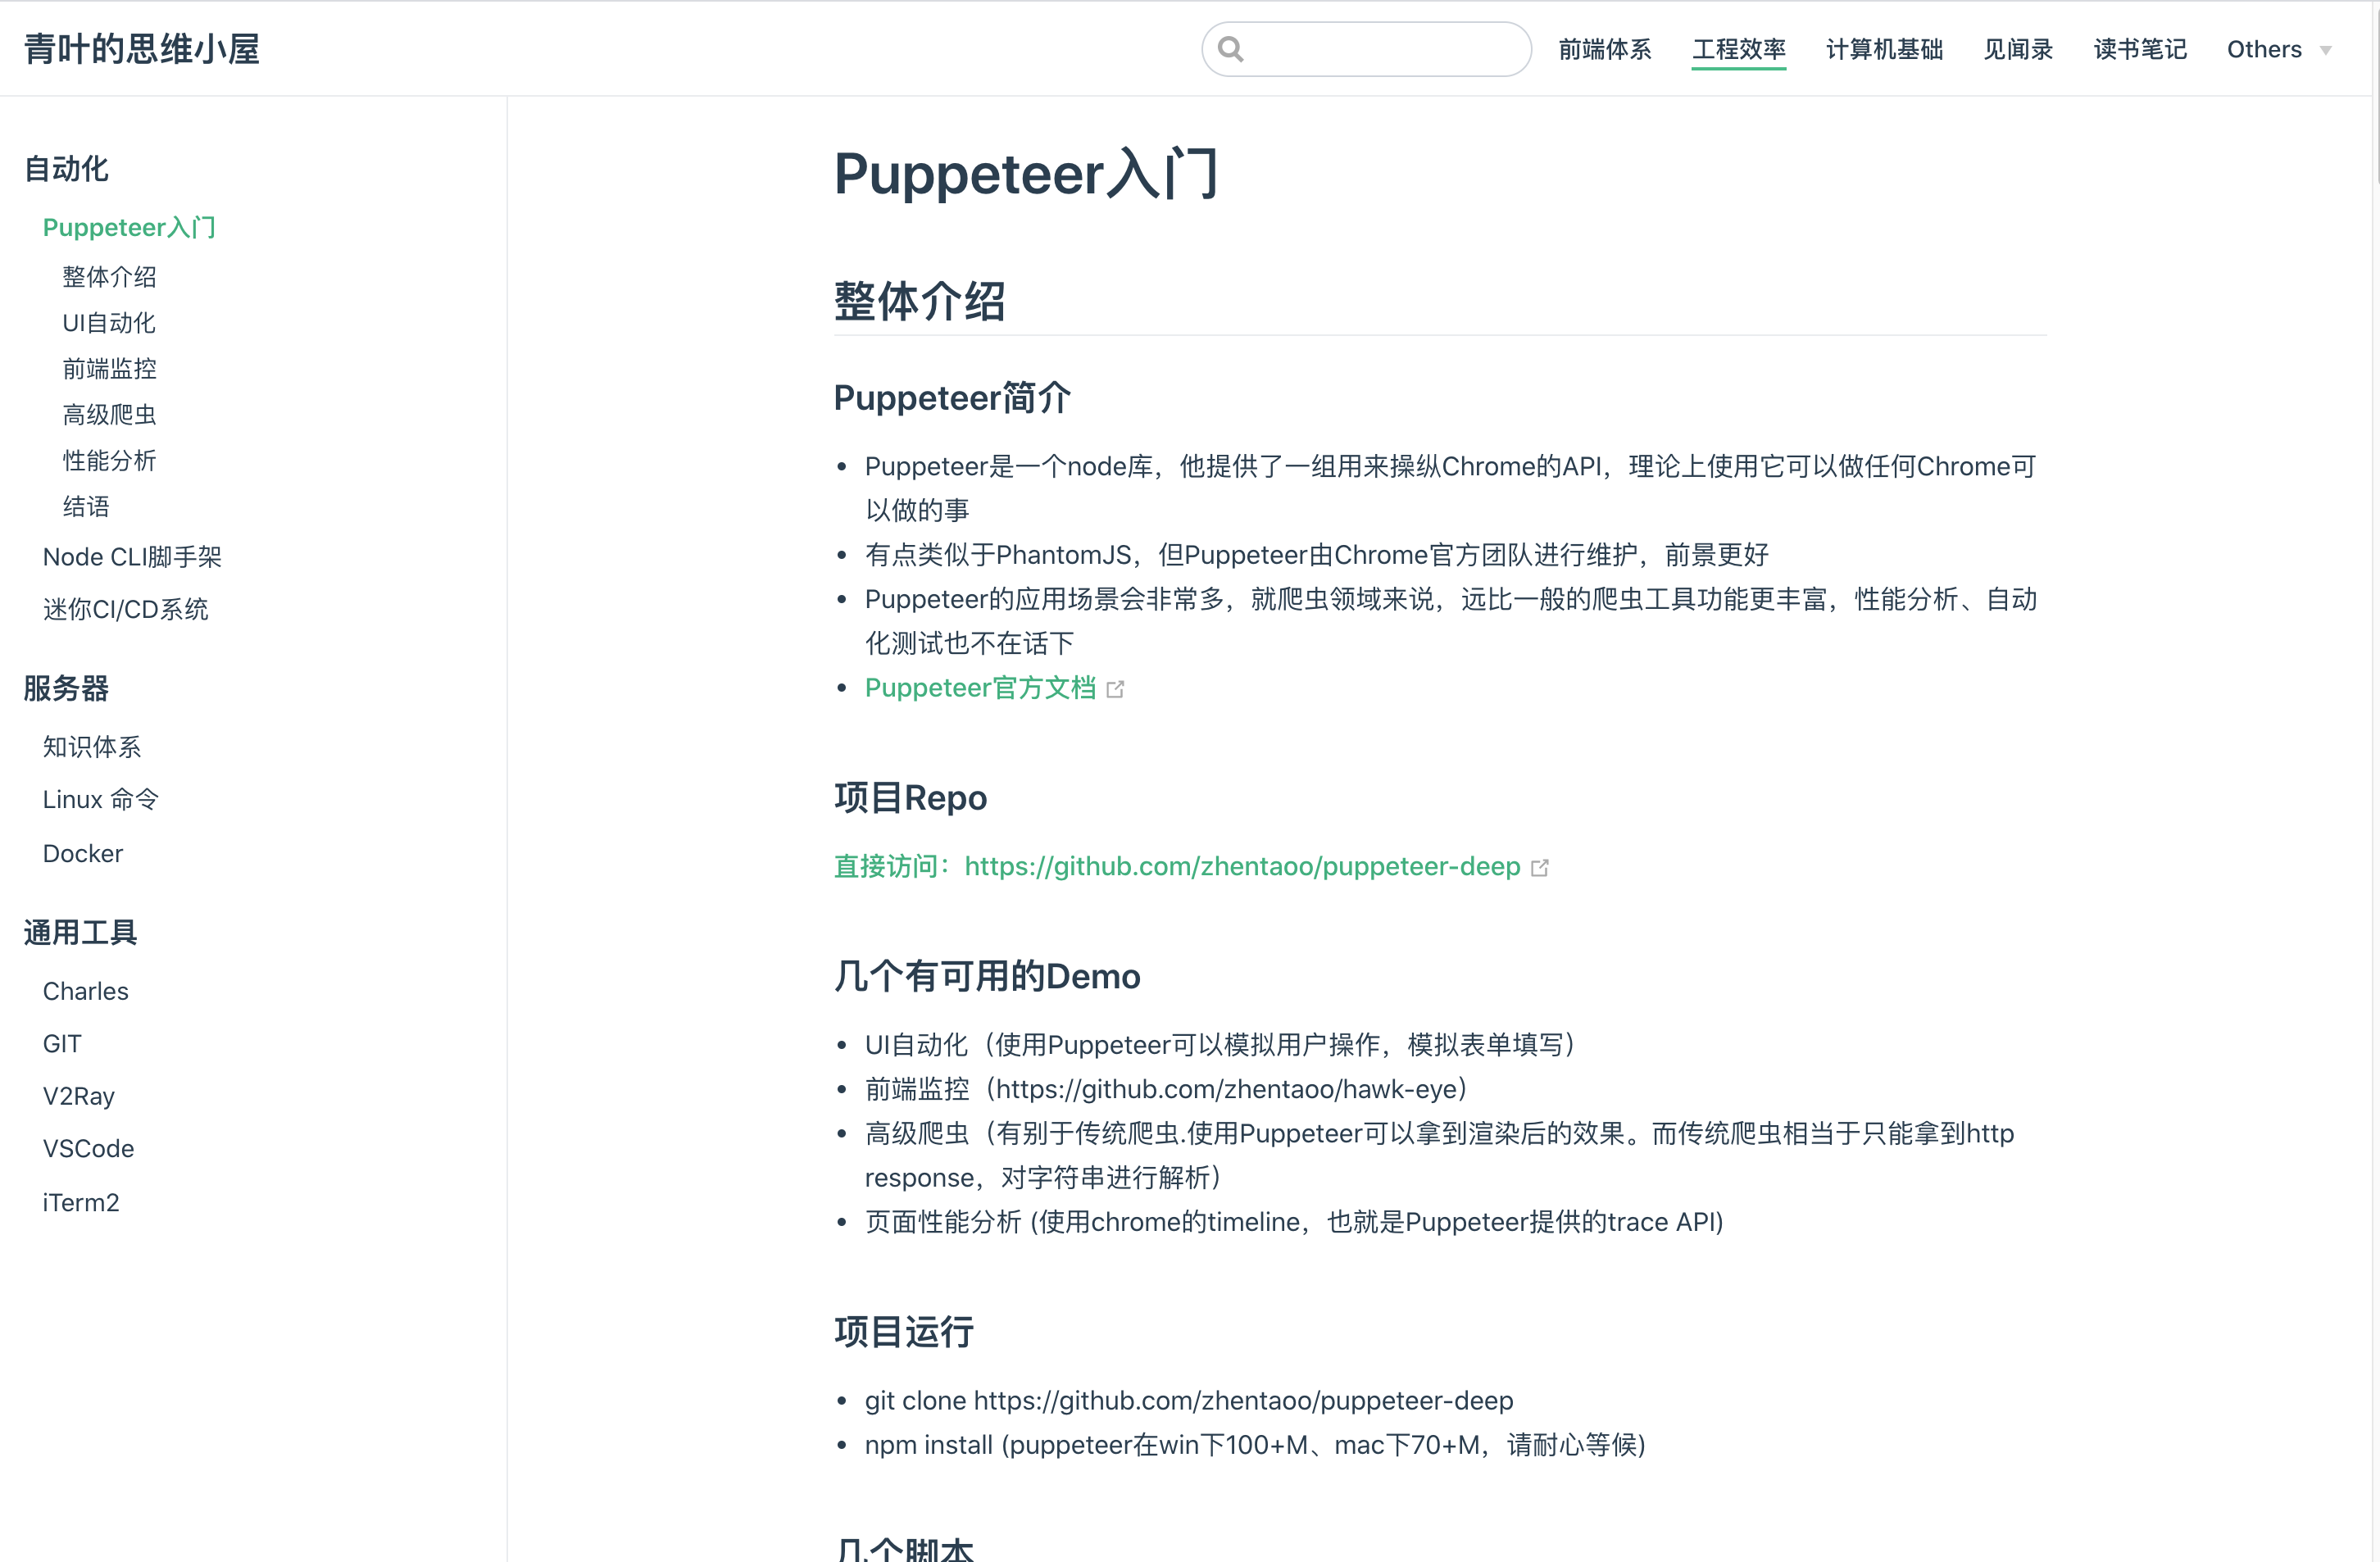 青叶的思维小屋
前端体系 工程效率 计算机基础 见闻录 读书笔记 Others
自动化
Puppeteer入门
整体介绍
UI自动化
前端监控
高级爬虫
性能分析
结语
Node CLI脚手架
迷你CI/CD系统
服务器
知识体系
Linux 命令
Docker
通用工具
Charles
GIT
V2Ray
VSCode
iTerm2
Puppeteer入门
整体介绍
Puppeteer简介
• Puppeteer是一个node库，他提供了一组用来操纵Chrome的API，理论上使用它可以做任何Chrome可
以做的事
• 有点类似于PhantomJS，但Puppeteer由Chrome官方团队进行维护，前景更好
• Puppeteer的应用场景会非常多，就爬虫领域来说，远比一般的爬虫工具功能更丰富，性能分析、自动
化测试也不在话下
• Puppeteer官方文档
项目Repo
直接访问：https://github.com/zhentaoo/puppeteer-deep
几个有可用的Demo
• UI自动化（使用Puppeteer可以模拟用户操作，模拟表单填写）
• 前端监控（https://github.com/zhentaoo/hawk-eye）
• 高级爬虫（有别于传统爬虫.使用Puppeteer可以拿到渲染后的效果。而传统爬虫相当于只能拿到http
response，对字符串进行解析）
• 页面性能分析 (使用chrome的timeline，也就是Puppeteer提供的trace API)
项目运行
• git clone https://github.com/zhentaoo/puppeteer-deep
• npm install (puppeteer在win下100+M、mac下70+M，请耐心等候)
几个脚本